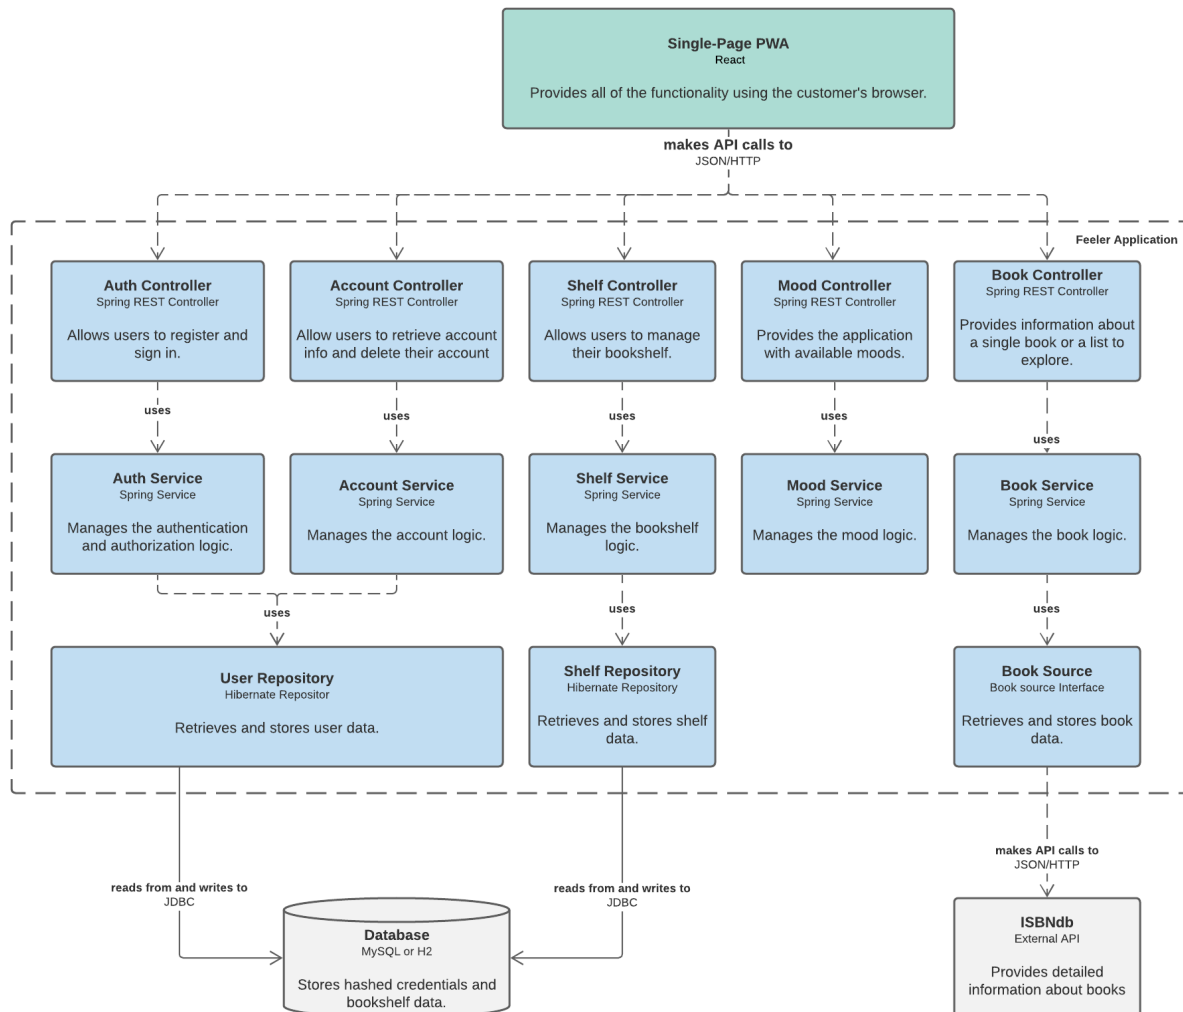 Single-Page PWA
React
Provides all of the functionality using the customer's browser.
makes API calls to
JSON/HTTP
Feeler Application
Auth Controller
Spring REST Controller
Allows users to register and
sign in.
Account Controller
Spring REST Controller
Allow users to retrieve account
info and delete their account
Shelf Controller
Spring REST Controller
Allows users to manage
their bookshelf.
Mood Controller
Spring REST Controller
Provides the application
with available moods.
Book Controller
Spring REST Controller
Provides information about
a single book or a list to
explore.
uses
uses
uses
uses
uses
Auth Service
Spring Service
Manages the authentication
and authorization logic.
Account Service
Spring Service
Manages the account logic.
Shelf Service
Spring Service
Manages the bookshelf
logic.
Mood Service
Spring Service
Manages the mood logic.
Book Service
Spring Service
Manages the book logic.
uses
uses
uses
User Repository
Hibernate Repositor
Retrieves and stores user data.
Shelf Repository
Hibernate Repository
Retrieves and stores shelf
data.
Book Source
Book source Interface
Retrieves and stores book
data.
reads from and writes to
JDBC
reads from and writes to
JDBC
makes API calls to
JSON/HTTP
Database
MySQL or H2
Stores hashed credentials and
bookshelf data.
ISBNdb
External API
Provides detailed
information about books